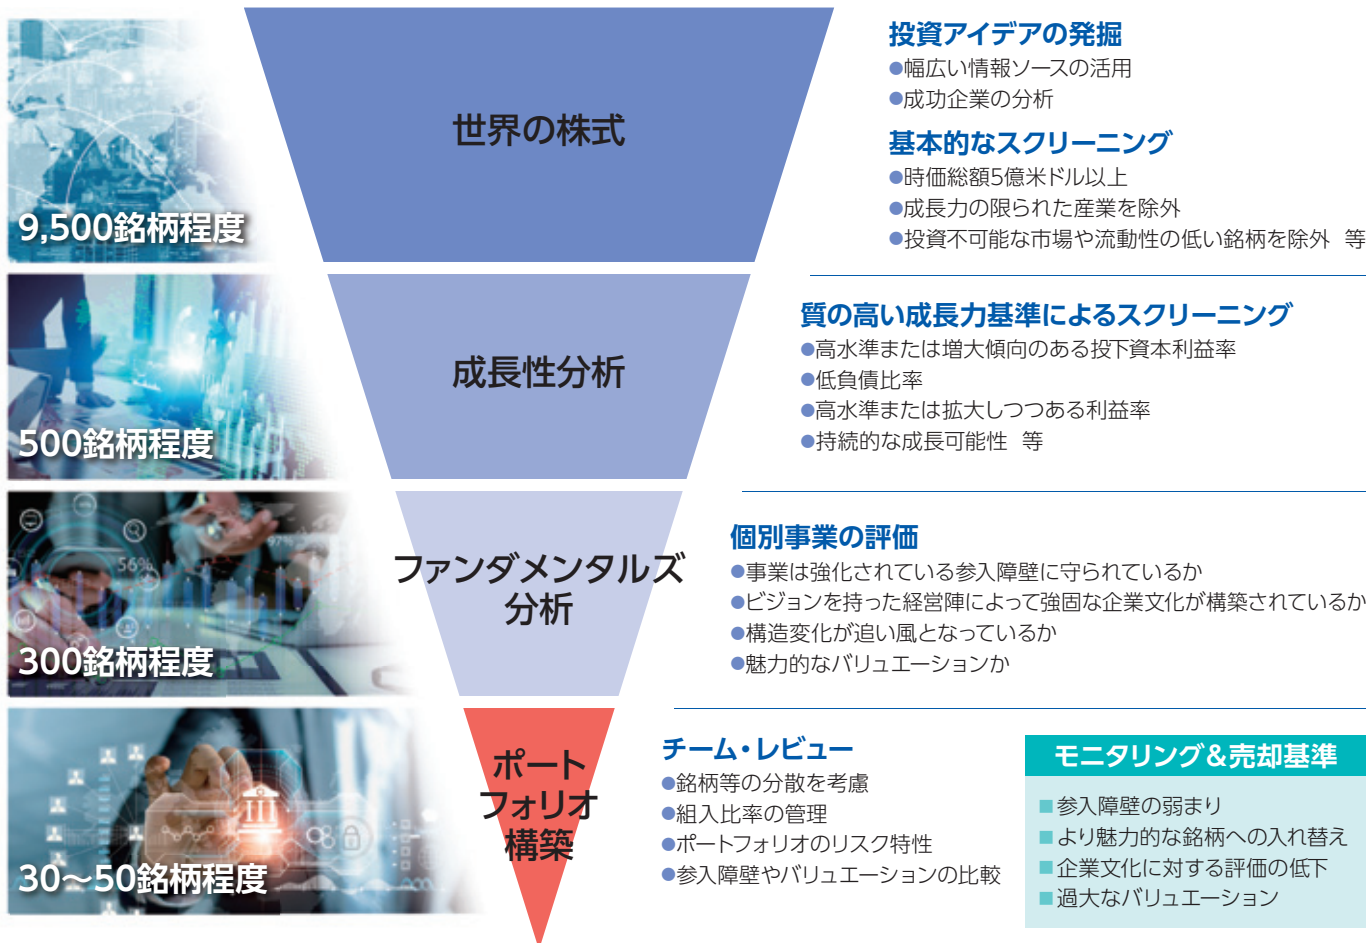 世界の株式
9,500銘柄程度
投資アイデアの発掘
●幅広い情報ソースの活用
●成功企業の分析
基本的なスクリーニング
●時価総額5億米ドル以上
●成長力の限られた産業を除外
●投資不可能な市場や流動性の低い銘柄を除外 等
成長性分析
500銘柄程度
質の高い成長力基準によるスクリーニング
●高水準または増大傾向のある投下資本利益率
●低負債比率
●高水準または拡大しつつある利益率
●持続的な成長可能性 等
ファンダメンタルズ
分析
56%
300銘柄程度
個別事業の評価
●事業は強化されている参入障壁に守られているか
●ビジョンを持った経営陣によって強固な企業文化が構築されているか
●構造変化が追い風となっているか
●魅力的なバリュエーションか
ポート
フォリオ
構築
30～50銘柄程度
チーム・レビュー
●銘柄等の分散を考慮
●組入比率の管理
●ポートフォリオのリスク特性
●参入障壁やバリュエーションの比較
モニタリング＆売却基準
■参入障壁の弱まり
■より魅力的な銘柄への入れ替え
■企業文化に対する評価の低下
■過大なバリュエーション